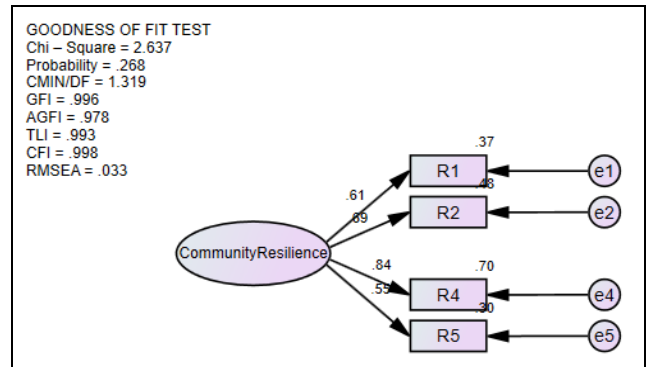 GOODNESS OF FIT TEST
Chi – Square = 2.637
Probability = .268
CMIN/DF = 1.319
GFI = .996
AGFI = .978
TLI = .993
CFI = .998
RMSEA = .033
.37
R1
e1
.61
.48
R2
e2
.69
CommunityResilience
.84
.70
R4
e4
.55
.30
R5
e5